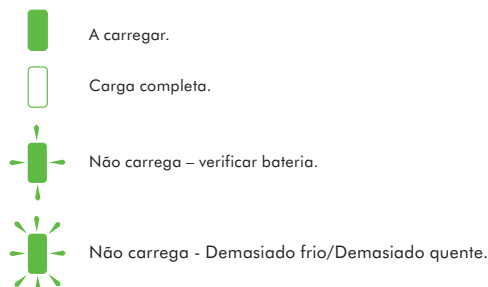 A carregar.
Carga completa.
Não carrega – verificar bateria.
Não carrega - Demasiado frio/Demasiado quente.